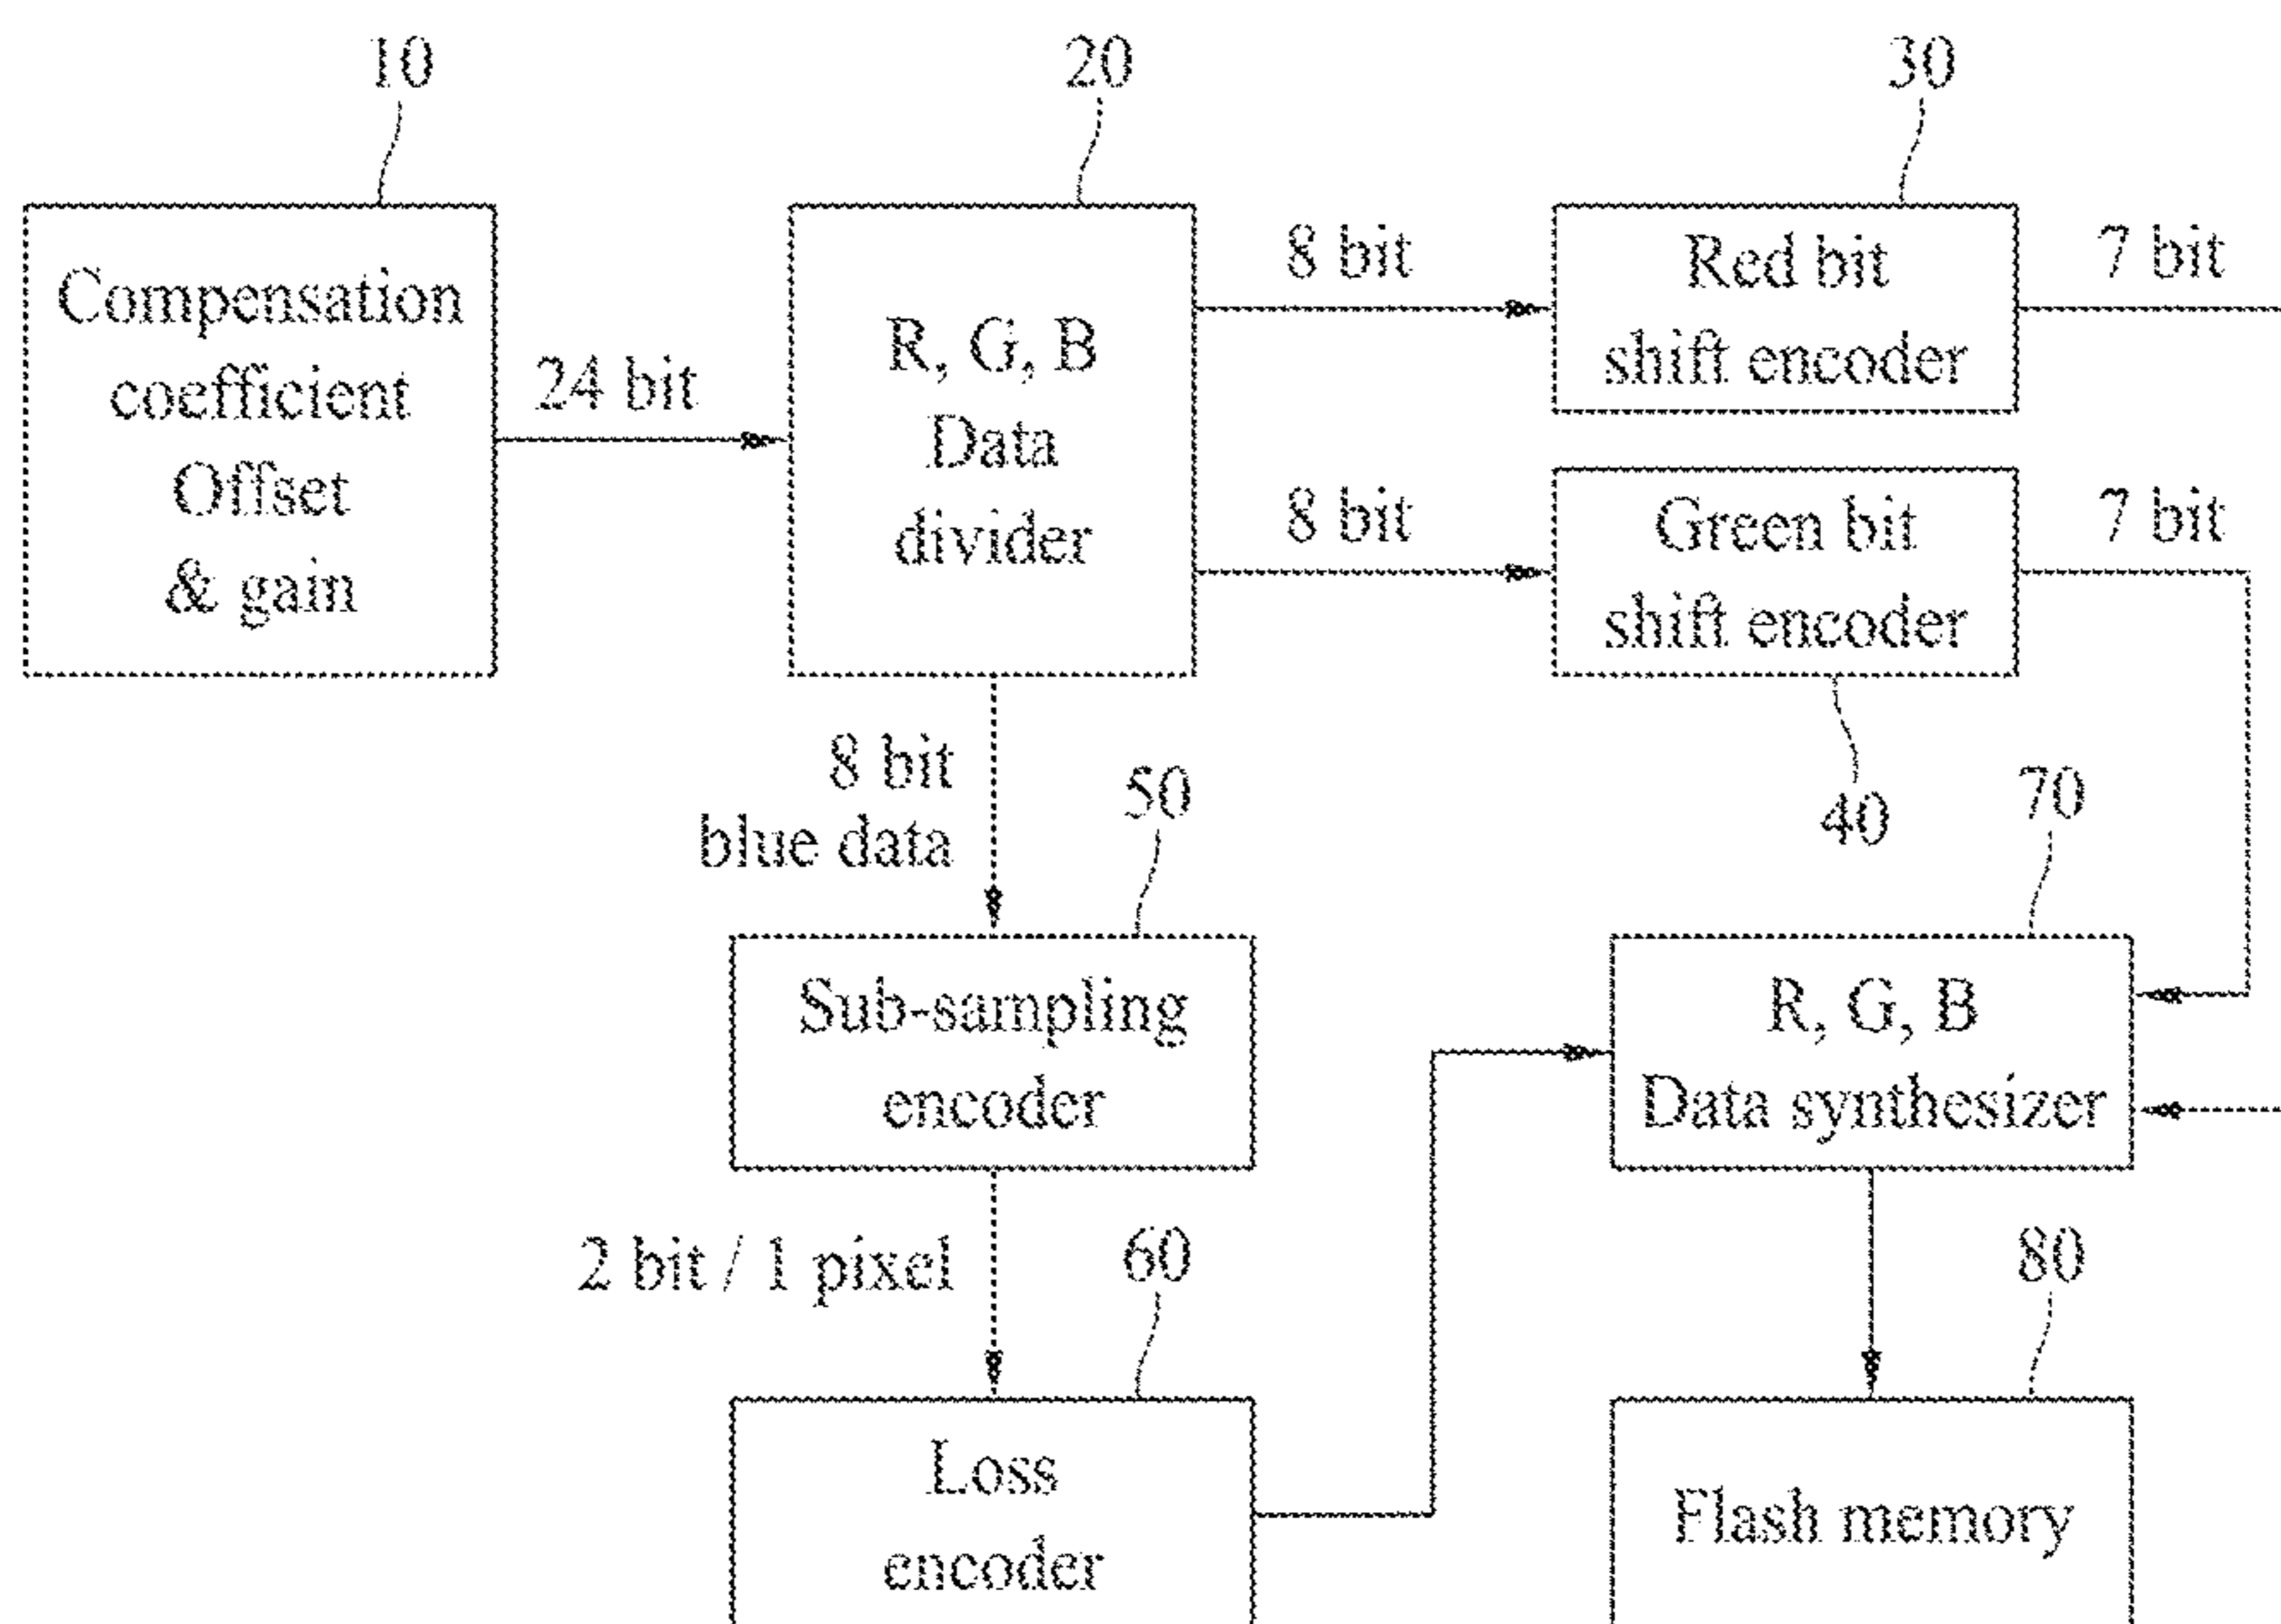 10
20
30
Compensation
coefficient
Offset
& gain
24 bit
R, G, B
Data
divider
8 bit
Red bit
shift encoder
7 bit
8 bit
Green bit
shift encoder
7 bit
40
8 bit
blue data
50
Sub-sampling
encoder
70
R, G, B
Data synthesizer
2 bit / 1 pixel
60
Loss
encoder
80
Flash memory